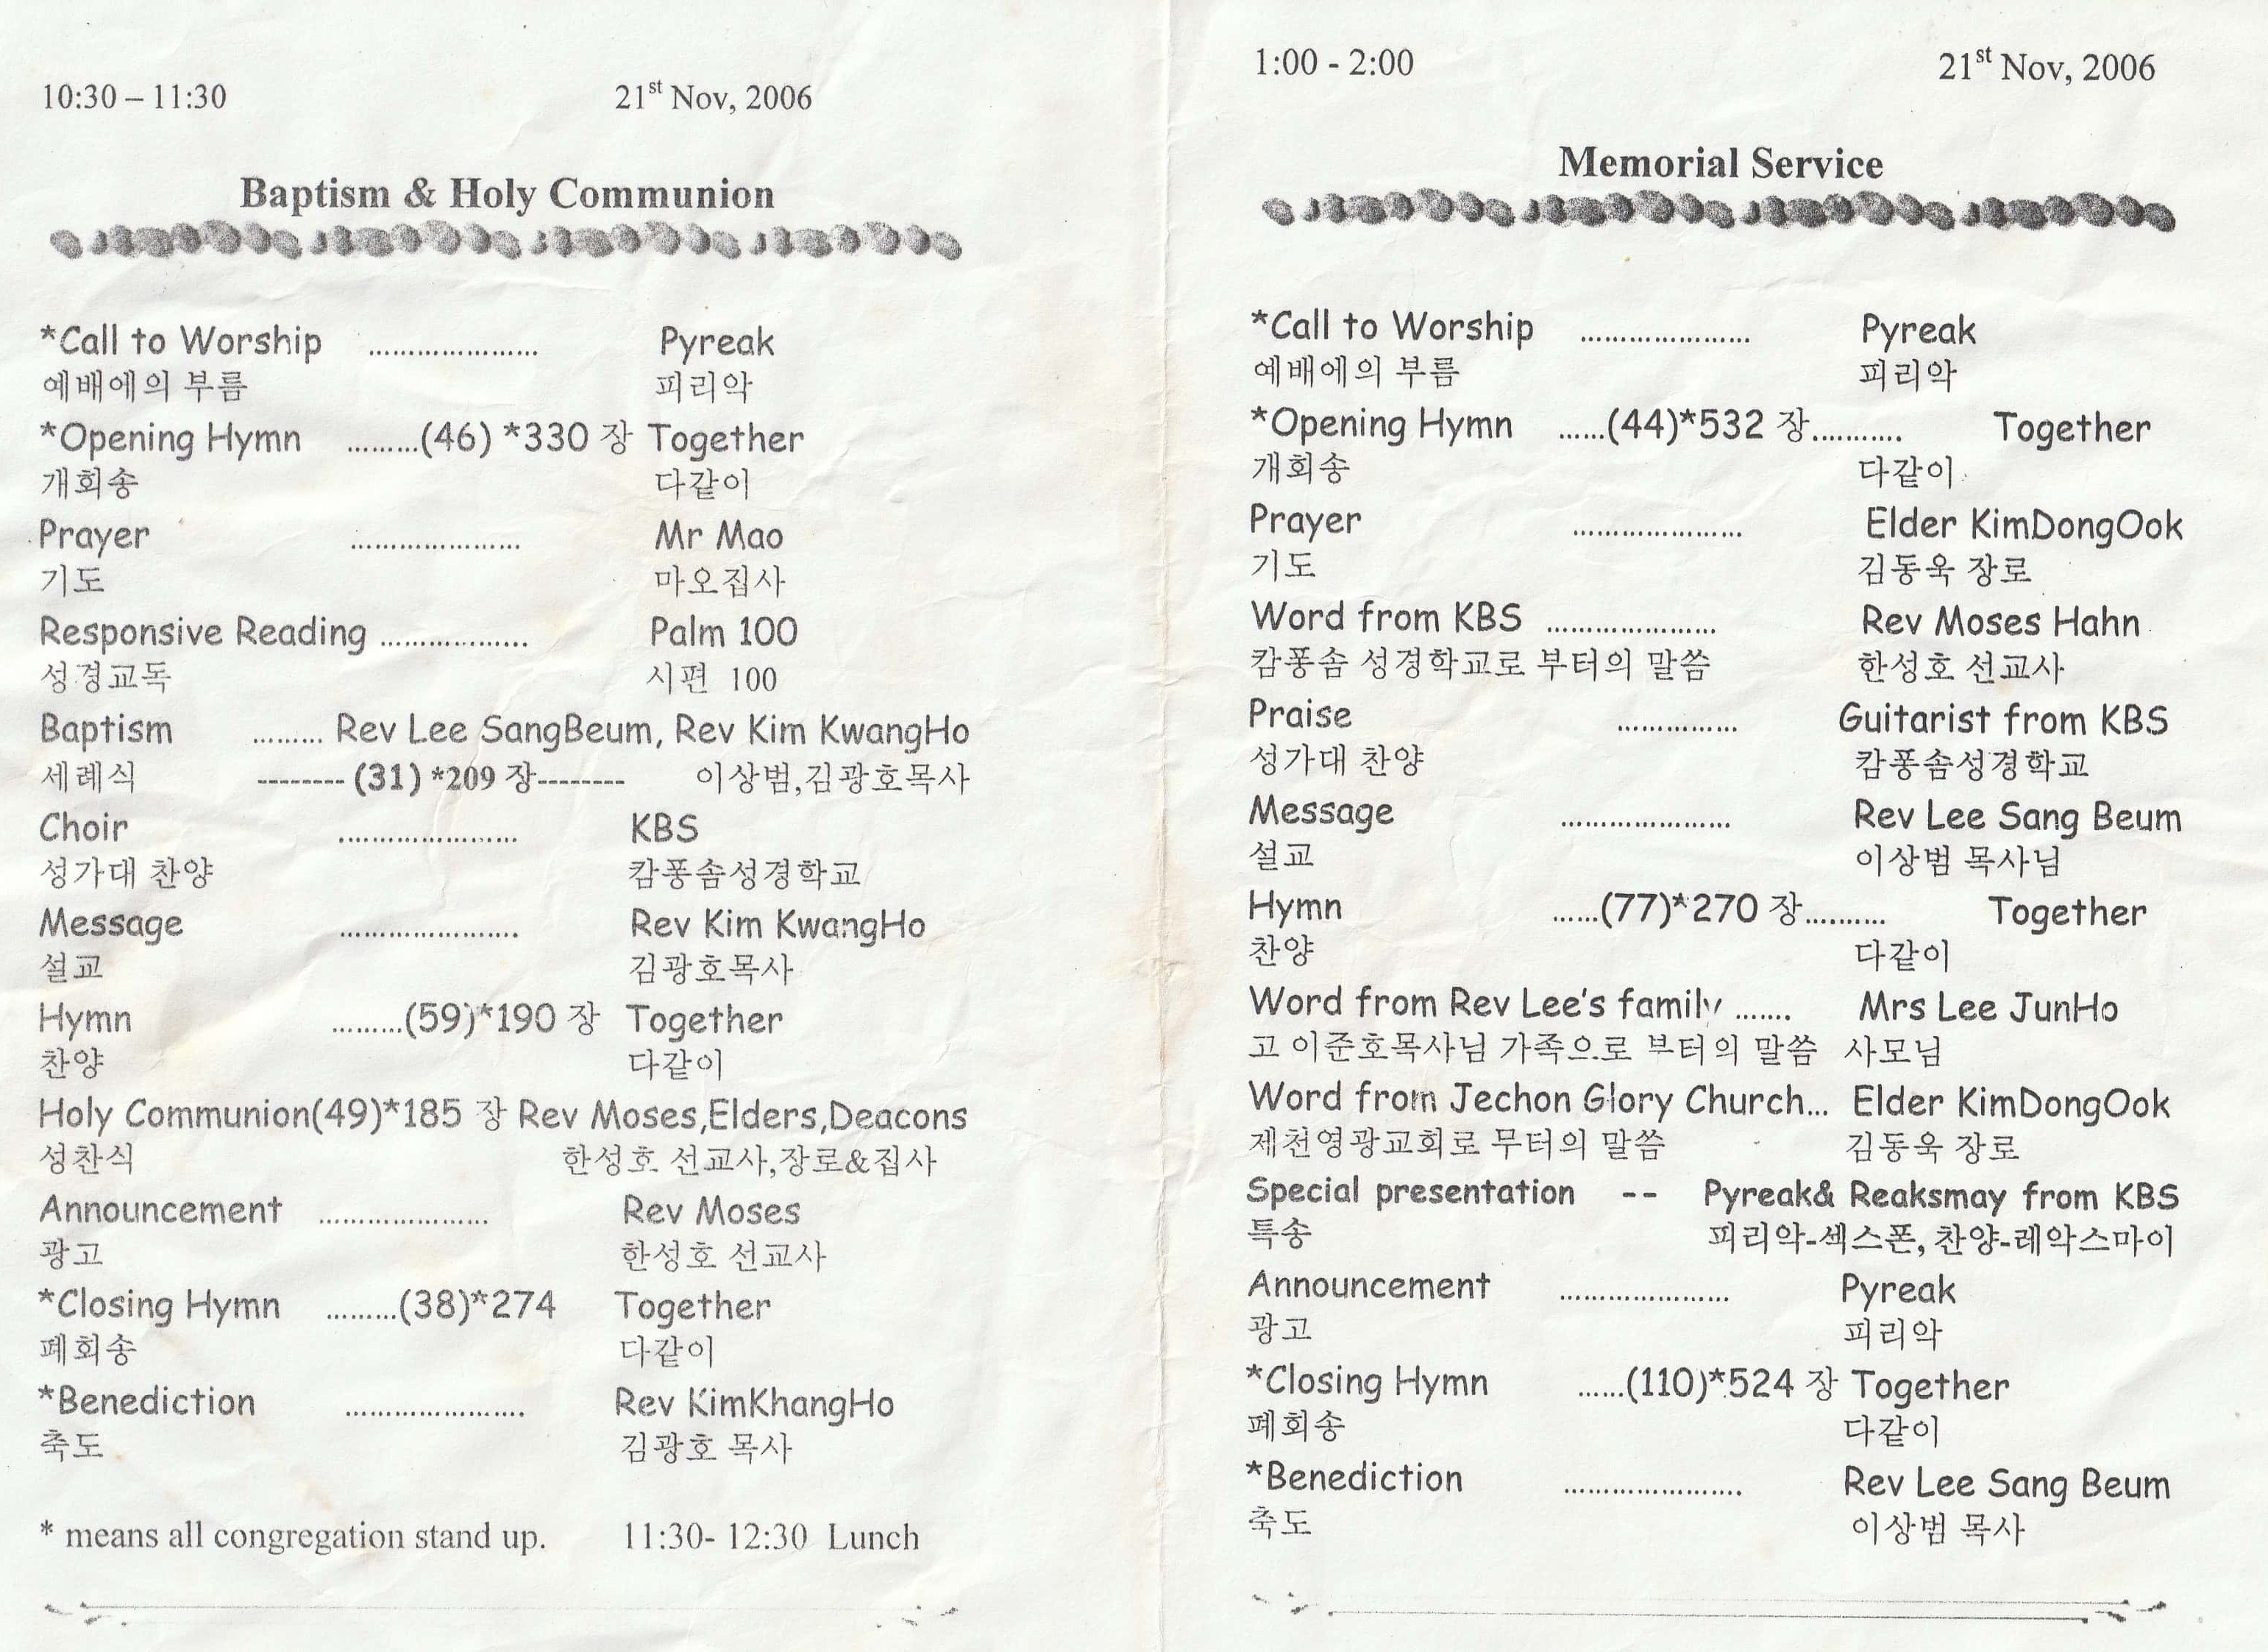 10:30 – 11:30 21st Nov, 2006
Baptism & Holy Communion
*Call to Worship ..................... Pyreak
예배에의 부름 피리악
*Opening Hymn .........(46) *330 장 Together
개회송 다같이
Prayer ..................... Mr Mao
기도 마오집사
Responsive Reading .................. Palm 100
성경교독 시편 100
Baptism ......... Rev Lee SangBeum, Rev Kim KwangHo
세례식 -------- (31) *209 장-------- 이상범,김광호목사
Choir ...................... KBS
성가대 찬양 캄퐁솜성경학교
Message ...................... Rev Kim KwangHo
설교 김광호목사
Hymn .........(59)*190 장 Together
찬양 다같이
Holy Communion(49)*185 장 Rev Moses,Elders,Deacons
성찬식 한성호 선교사,장로&집사
Announcement ..................... Rev Moses
광고 한성호 선교사
*Closing Hymn .........(38)*274 Together
폐회송 다같이
*Benediction ...................... Rev KimKhangHo
축도 김광호 목사
* means all congregation stand up. 11:30- 12:30 Lunch
1:00 - 2:00 21st Nov, 2006
Memorial Service
*Call to Worship ..................... Pyreak
예배에의 부름 피리악
*Opening Hymn ......(44)*532 장........... Together
개회송 다같이
Prayer ..................... Elder KimDongOok
기도 김동욱 장로
Word from KBS ..................... Rev Moses Hahn
캄퐁솜 성경학교로 부터의 말씀 한성호 선교사
Praise ............... Guitarist from KBS
성가대 찬양 캄퐁솜성경학교
Message ..................... Rev Lee Sang Beum
설교 이상범 목사님
Hymn ......(77)*270 장.......... Together
찬양 다같이
Word from Rev Lee's family ....... Mrs Lee JunHo
고 이준호목사님 가족으로 부터의 말씀 사모님
Word from Jechon Glory Church... Elder KimDongOok
제천영광교회로 무터의 말씀 김동욱 장로
Special presentation -- Pyreak& Reaksmay from KBS
특송 피리악-섹스폰, 찬양-레악스마이
Announcement ..................... Pyreak
광고 피리악
*Closing Hymn ......(110)*524 장 Together
폐회송 다같이
*Benediction ...................... Rev Lee Sang Beum
축도 이상범 목사